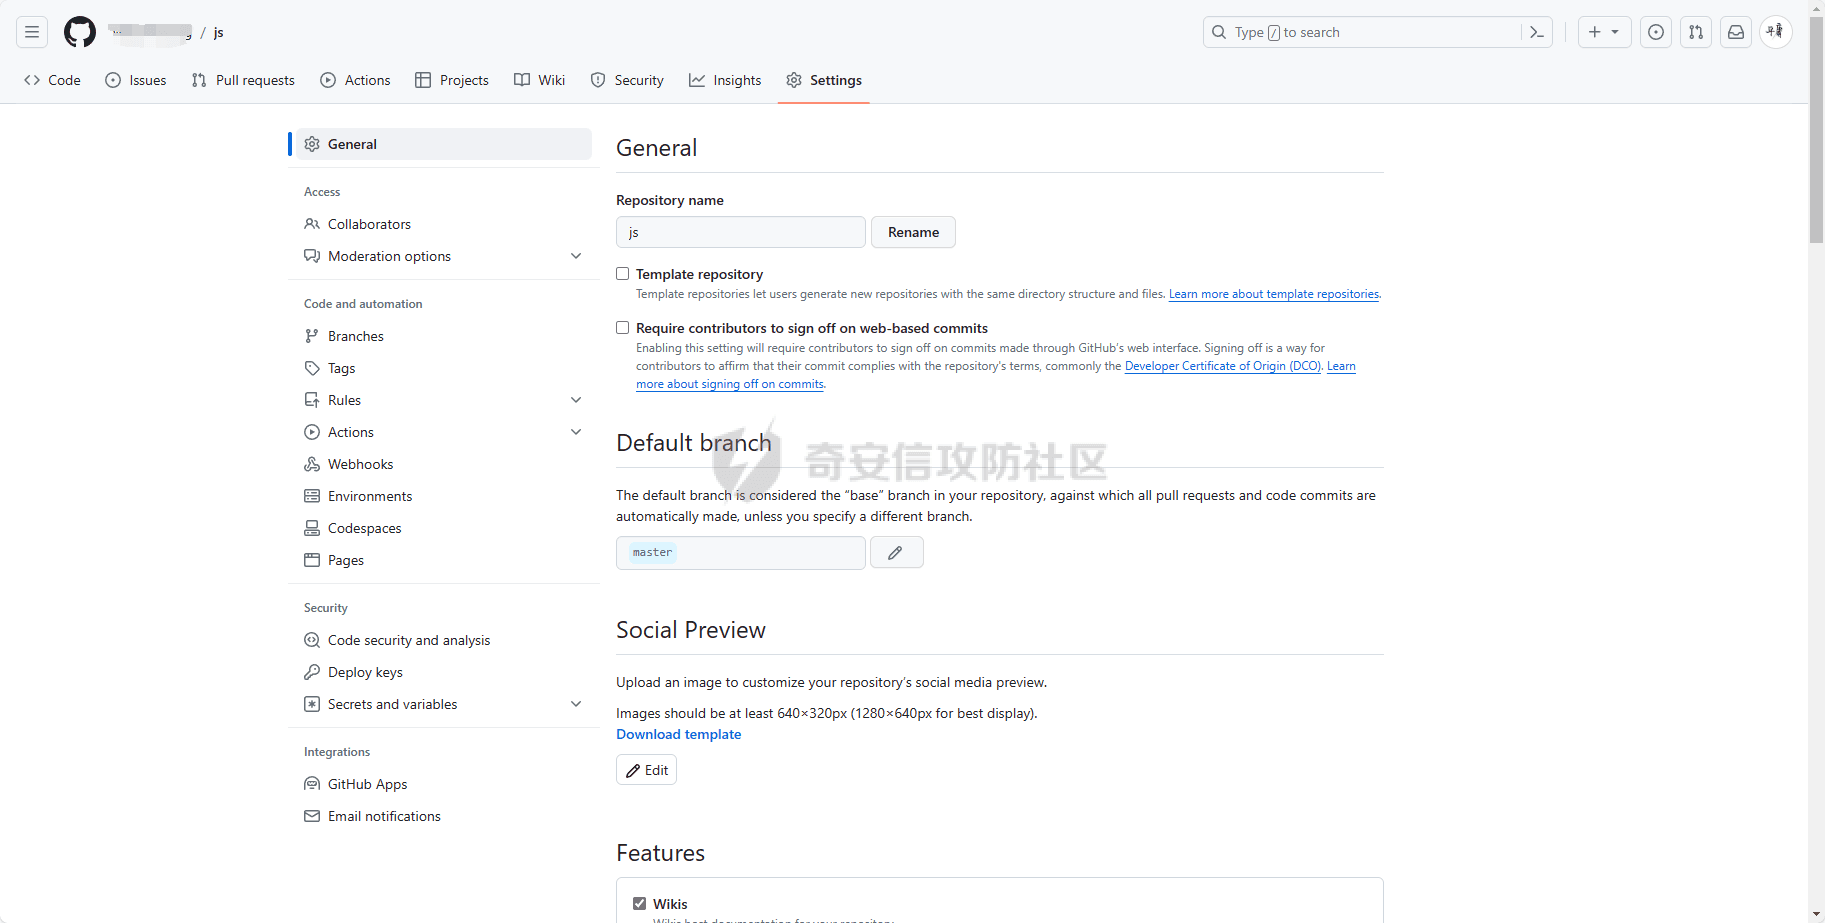 / js
Type / to search
Code
Issues
Pull requests
Actions
Projects
Wiki
Security
Insights
Settings
General
Access
Collaborators
Moderation options
Code and automation
Branches
Tags
Rules
Actions
Webhooks
Environments
Codespaces
Pages
Security
Code security and analysis
Deploy keys
Secrets and variables
Integrations
GitHub Apps
Email notifications
General
Repository name
js
Rename
Template repository
Template repositories let users generate new repositories with the same directory structure and files. Learn more about template repositories.
Require contributors to sign off on web-based commits
Enabling this setting will require contributors to sign off on commits made through GitHub's web interface. Signing off is a way for
contributors to affirm that their commit complies with the repository's terms, commonly the Developer Certificate of Origin (DCO). Learn
more about signing off on commits.
Default branch
奇安信攻防社区
The default branch is considered the “base” branch in your repository, against which all pull requests and code commits are
automatically made, unless you specify a different branch.
master
Social Preview
Upload an image to customize your repository's social media preview.
Images should be at least 640×320px (1280×640px for best display).
Download template
Edit
Features
Wikis
Wikis host documentation for your repository.